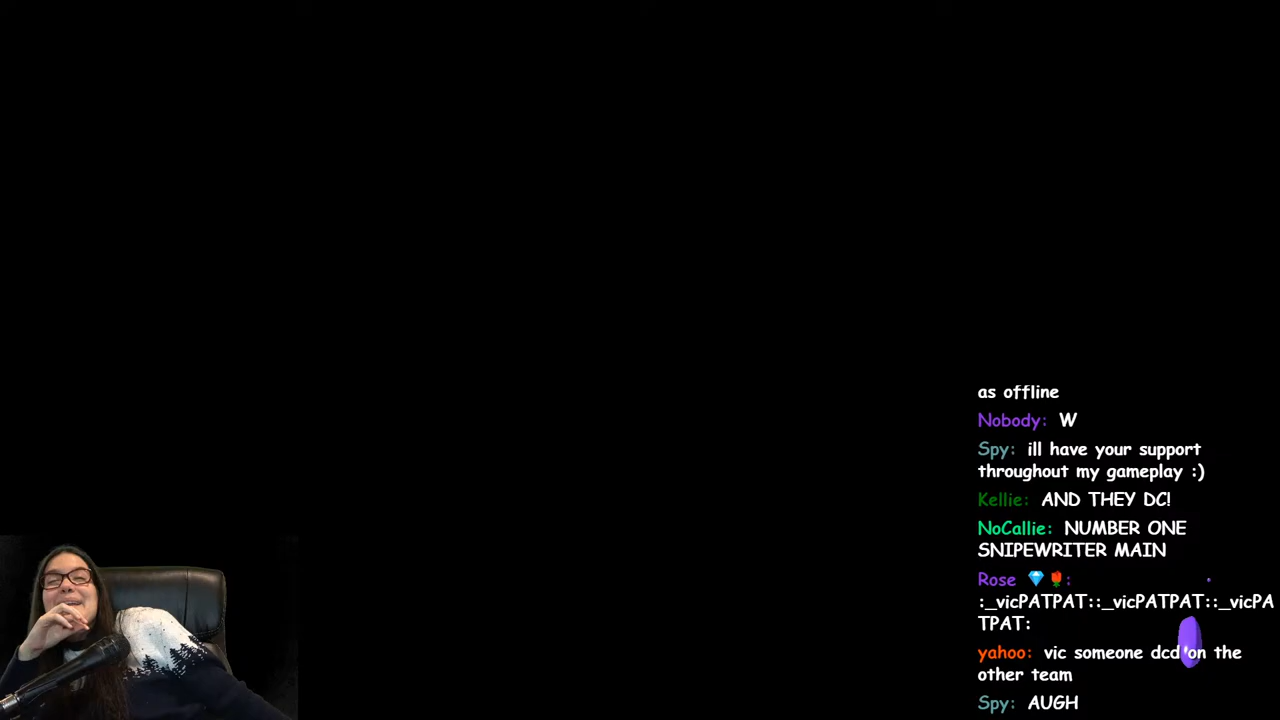 as offline
Nobody: W
Spy: ill have your support
throughout my gameplay :)
Kellie: AND THEY DC!
NoCallie: NUMBER ONE
SNIPEWRITER MAIN
Rose 💎🌹:
:_vicPATPAT::_vicPATPAT::_vicPA
TPAT:
yahoo: vic someone dcd on the
other team
Spy: AUGH